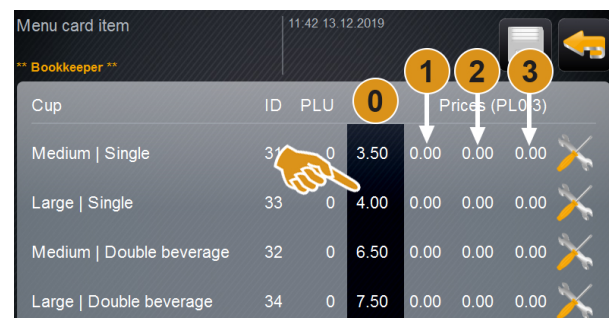 Menu card item 11:42 13.12.2019
** Bookkeeper **
1 2 3
Cup ID PLU 0 Prices (PL0-3)
Medium | Single 31 0 3.50 0.00 0.00 0.00
Large | Single 33 0 4.00 0.00 0.00 0.00
Medium | Double beverage 32 0 6.50 0.00 0.00 0.00
Large | Double beverage 34 0 7.50 0.00 0.00 0.00